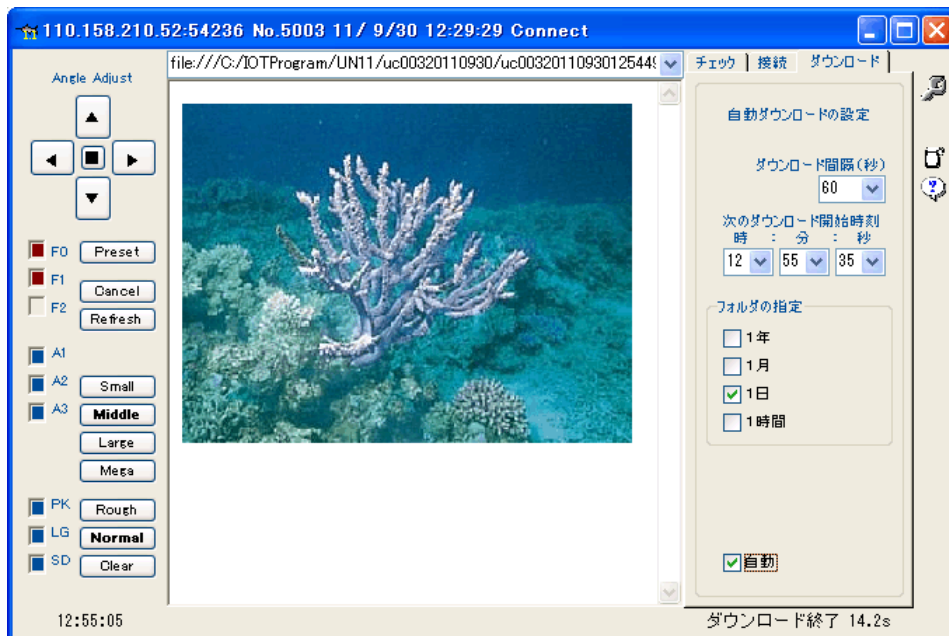 110.158.210.52:54236 No.5003 11/ 9/30 12:29:29 Connect
Angle Adjust
F0
Preset
F1
Cancel
F2
Refresh
A1
A2
Small
A3
Middle
Large
Mega
PK
Rough
LG
Normal
SD
Clear
12:55:05
file:///C:/IOTProgram/UN11/uc00320110930/uc003201109301254
チェック
接続
ダウンロード
自動ダウンロードの設定
ダウンロード間隔(秒)
60
次のダウンロード開始時刻
時 : 分 : 秒
12 55 35
フォルダの指定
1年
1月
1日
1時間
自動
ダウンロード終了 14.2s